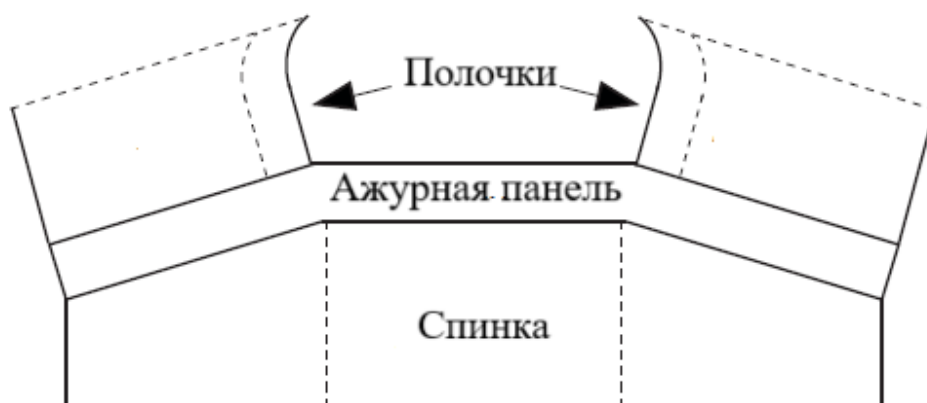 Полочки
Ажурная панель
Спинка